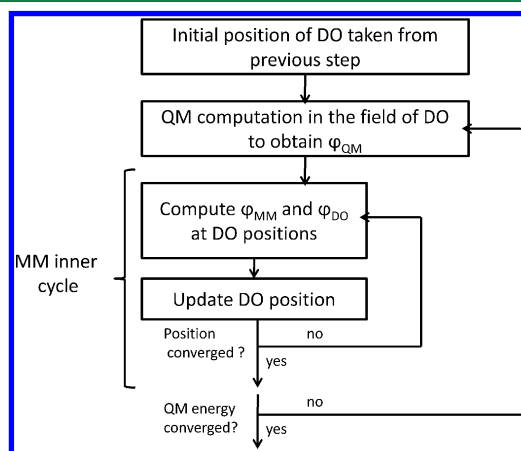 Initial position of DO taken from
previous step
QM computation in the field of DO
to obtain φQM
MM inner
cycle
Compute φMM and φDO
at DO positions
Update DO position
Position
converged ?
no
yes
QM energy
converged?
no
yes